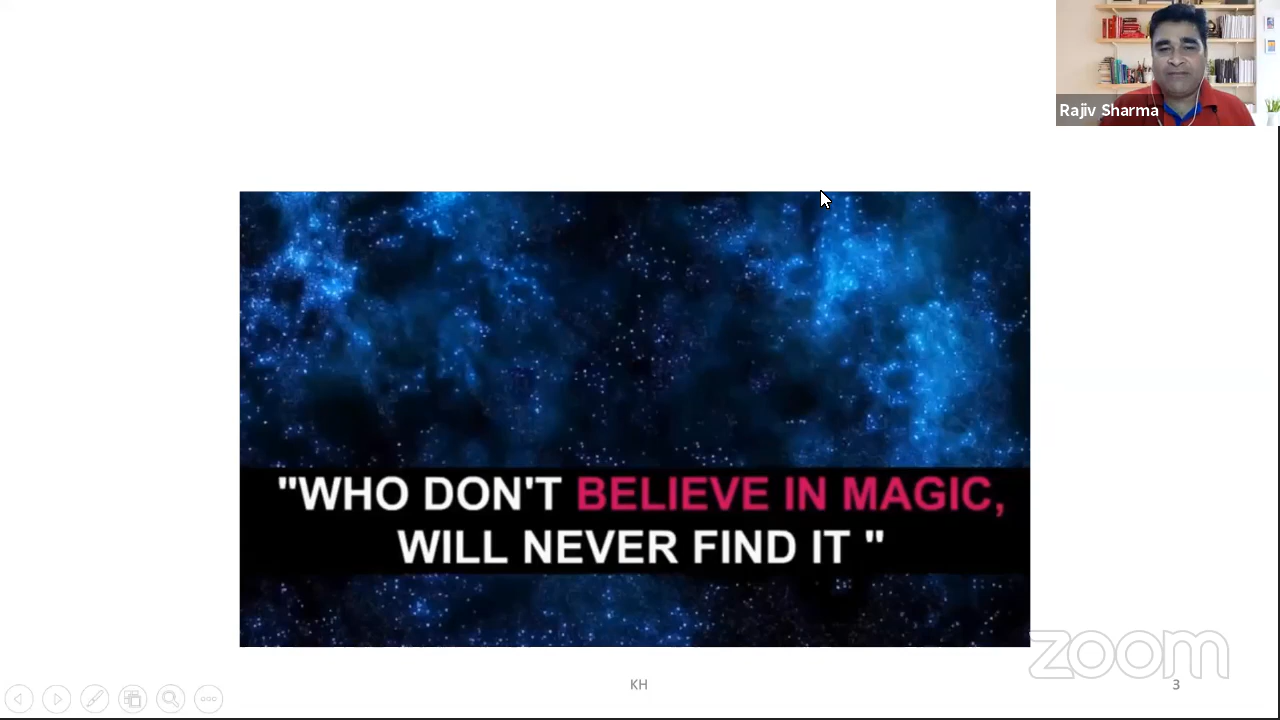 Rajiv Sharma
"WHO DON'T BELIEVE IN MAGIC,
WILL NEVER FIND IT "
zoom
KH
3